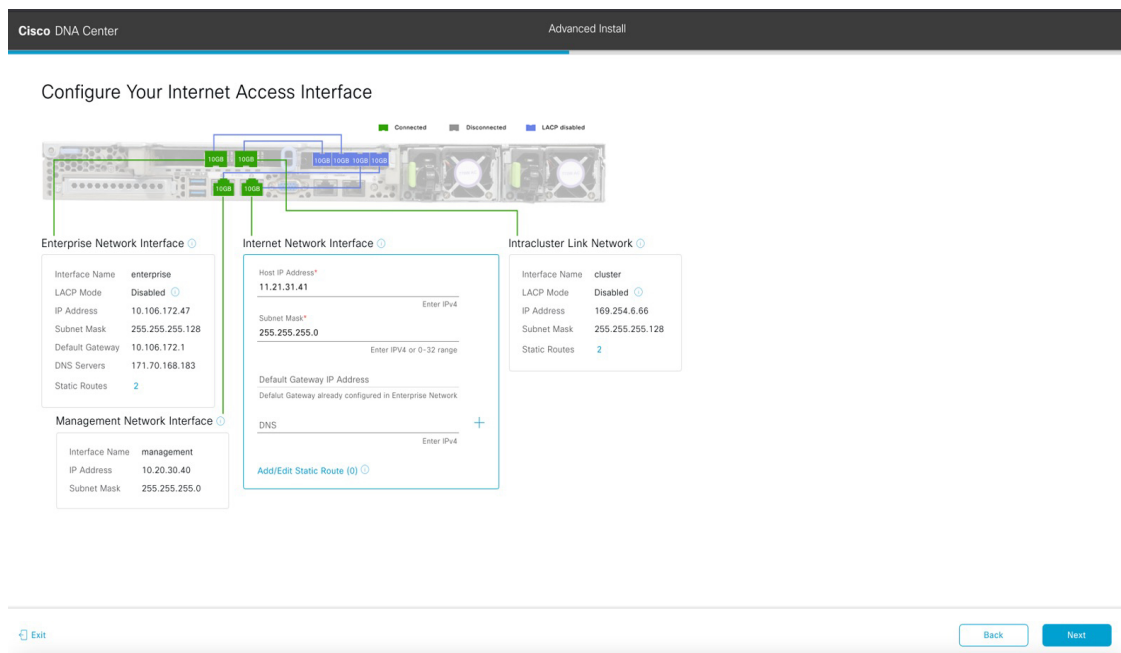 Cisco DNA Center
Advanced Install
Configure Your Internet Access Interface
Connected Disconnected LACP disabled
10GB 10GB 10GB 10GB 10GB 10GB
10GB 10GB
Enterprise Network Interface
Interface Name enterprise
LACP Mode Disabled
IP Address 10.106.172.47
Subnet Mask 255.255.255.128
Default Gateway 10.106.172.1
DNS Servers 171.70.168.183
Static Routes 2
Management Network Interface
Interface Name management
IP Address 10.20.30.40
Subnet Mask 255.255.255.0
Internet Network Interface
Host IP Address*
11.21.31.41
Enter IPv4
Subnet Mask*
255.255.255.0
Enter IPV4 or 0-32 range
Default Gateway IP Address
Defalut Gateway already configured in Enterprise Network
DNS
Enter IPv4
Add/Edit Static Route (0)
Intracluster Link Network
Interface Name cluster
LACP Mode Disabled
IP Address 169.254.6.66
Subnet Mask 255.255.255.128
Static Routes 2
Exit
Back
Next